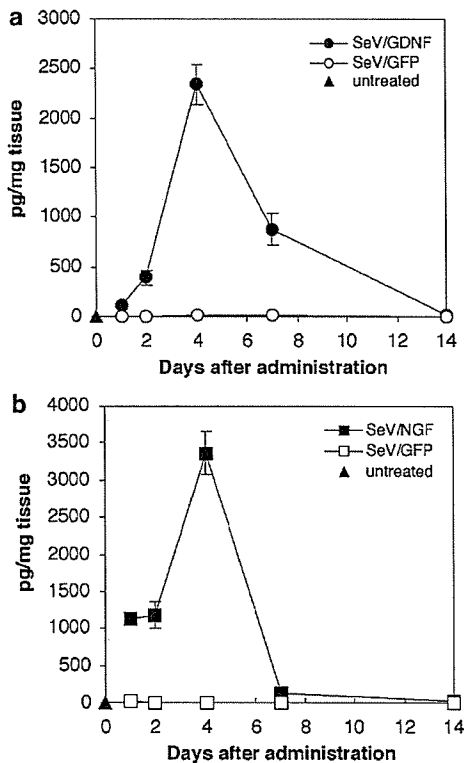 a
3000
2500
2000
1500
1000
500
0
pg/mg tissue
SeV/GDNF
SeV/GFP
untreated
0 2 4 6 8 10 12 14
Days after administration
b
4000
3500
3000
2500
2000
1500
1000
500
0
pg/mg tissue
SeV/NGF
SeV/GFP
untreated
0 2 4 6 8 10 12 14
Days after administration